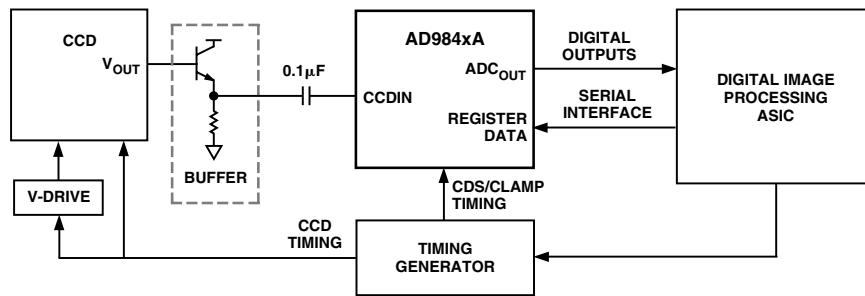 CCD
VOUT
BUFFER
0.1μF
AD984xA
ADCOUT
CCDIN
REGISTER
DATA
DIGITAL
OUTPUTS
SERIAL
INTERFACE
DIGITAL IMAGE
PROCESSING
ASIC
V-DRIVE
CCD
TIMING
CDS/CLAMP
TIMING
TIMING
GENERATOR